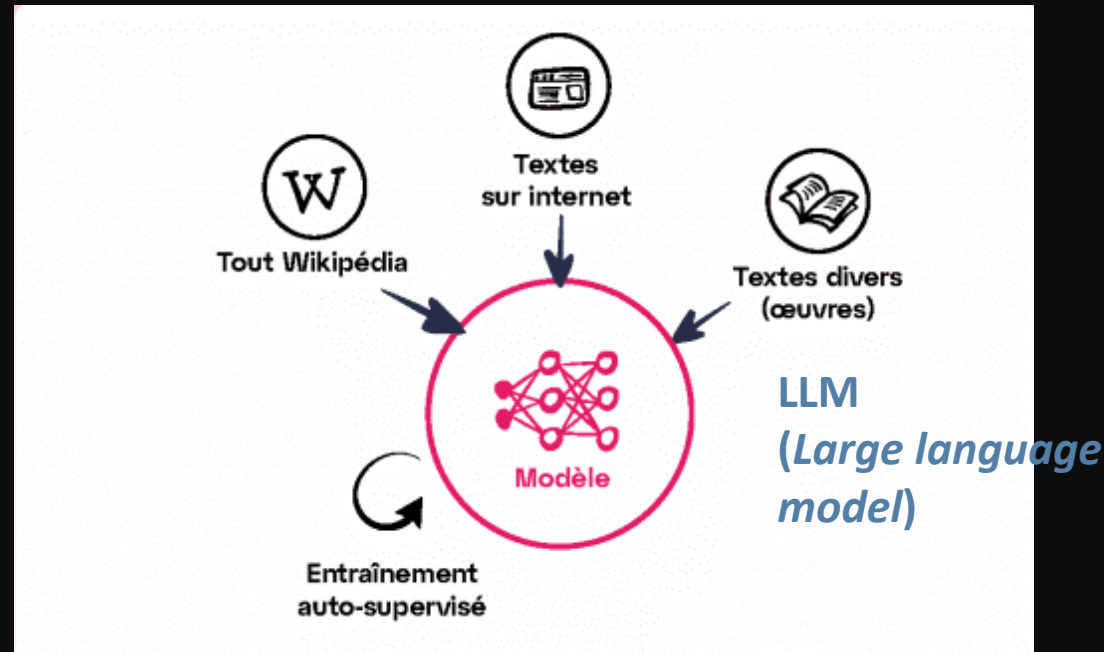 Textes
sur internet
W
Tout Wikipédia
Textes divers
(œuvres)
LLM
(Large language
model)
Modèle
Entraînement
auto-supervisé